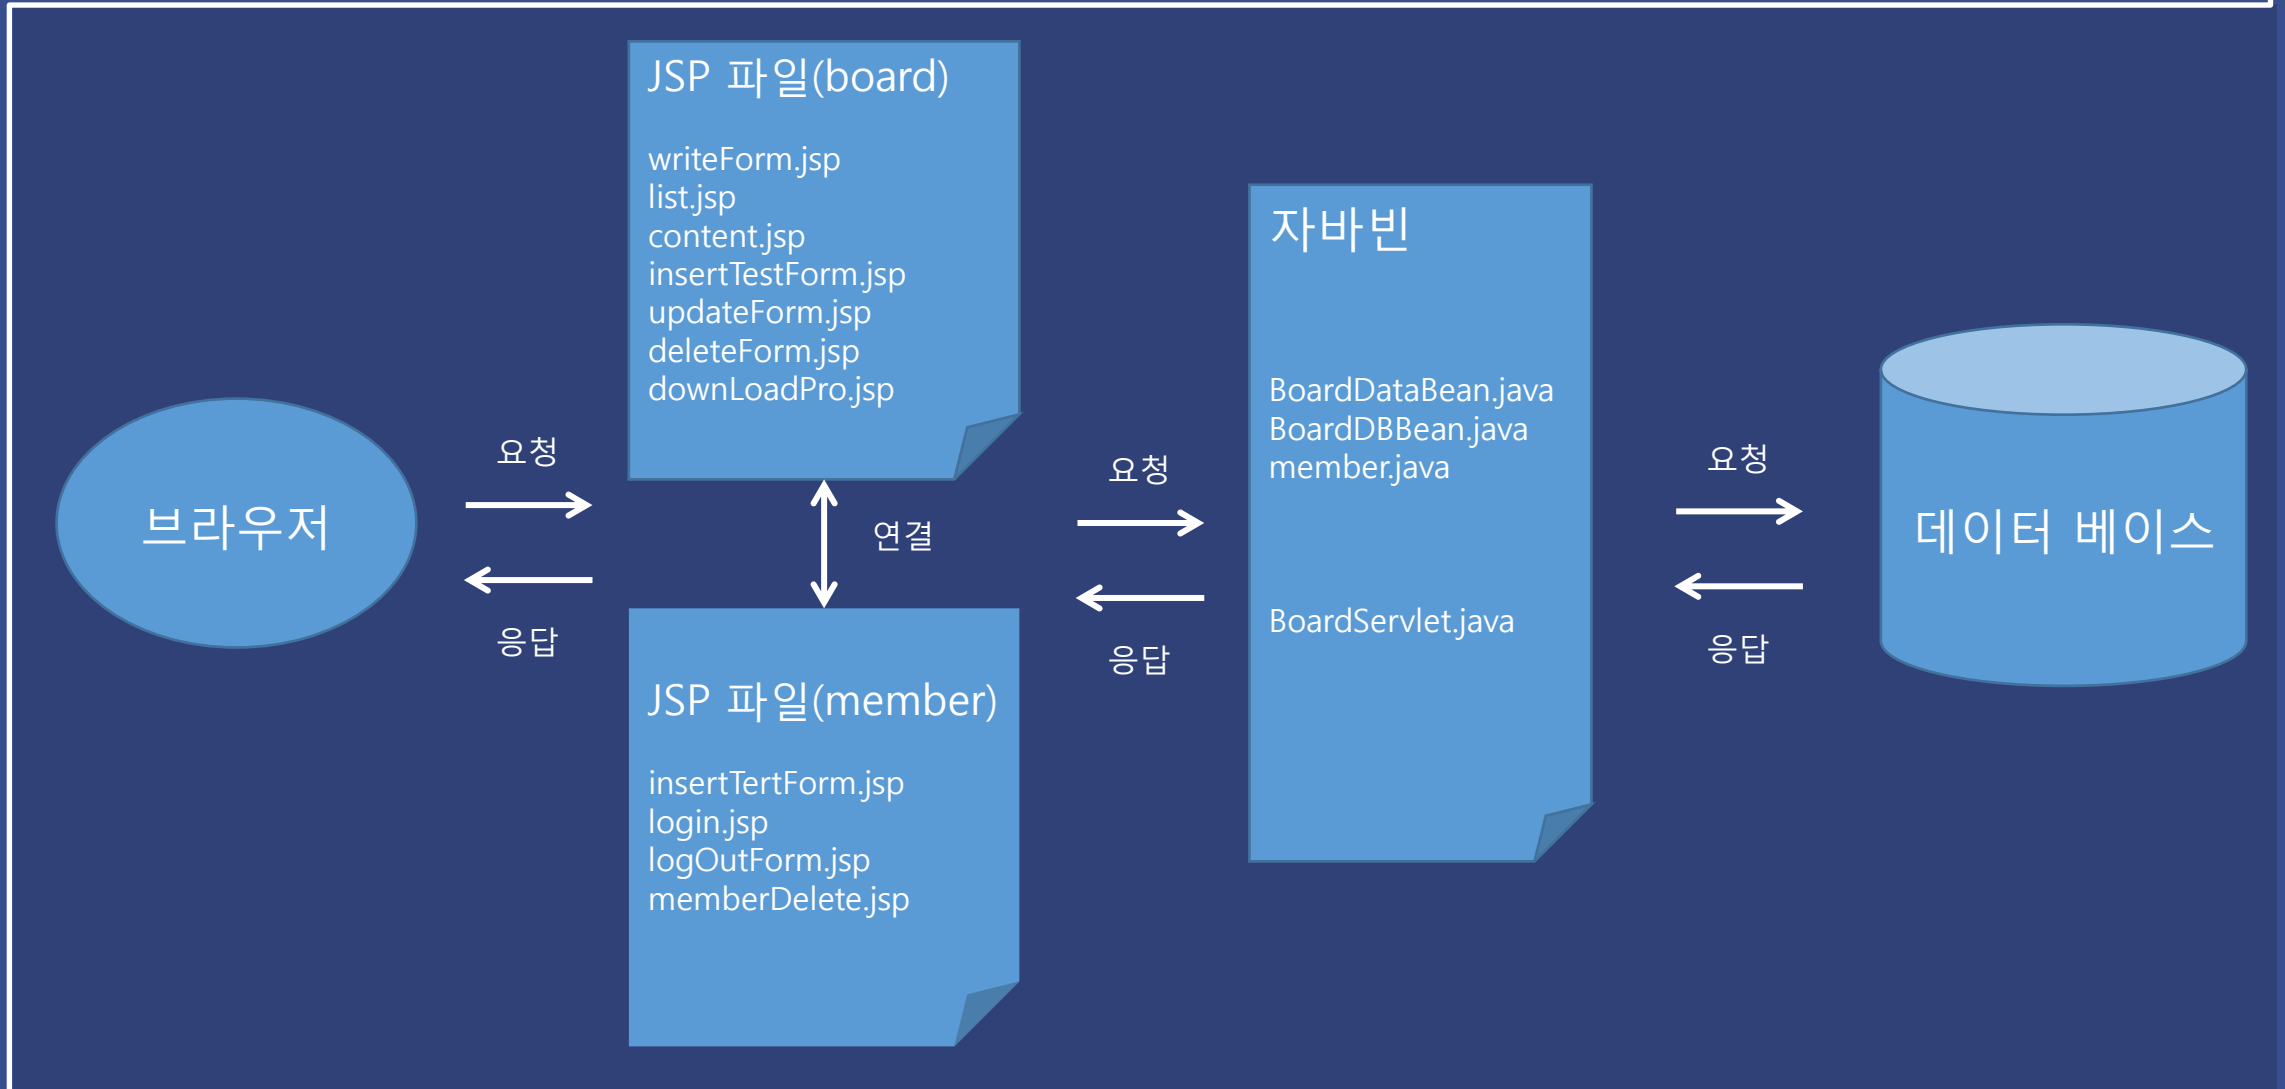 JSP 파일(board)
writeForm.jsp
list.jsp
content.jsp
insertTestForm.jsp
updateForm.jsp
deleteForm.jsp
downLoadPro.jsp
브라우저
요청
응답
연결
JSP 파일(member)
insertTertForm.jsp
login.jsp
logOutForm.jsp
memberDelete.jsp
요청
응답
자바빈
BoardDataBean.java
BoardDBBean.java
member.java
BoardServlet.java
요청
응답
데이터 베이스